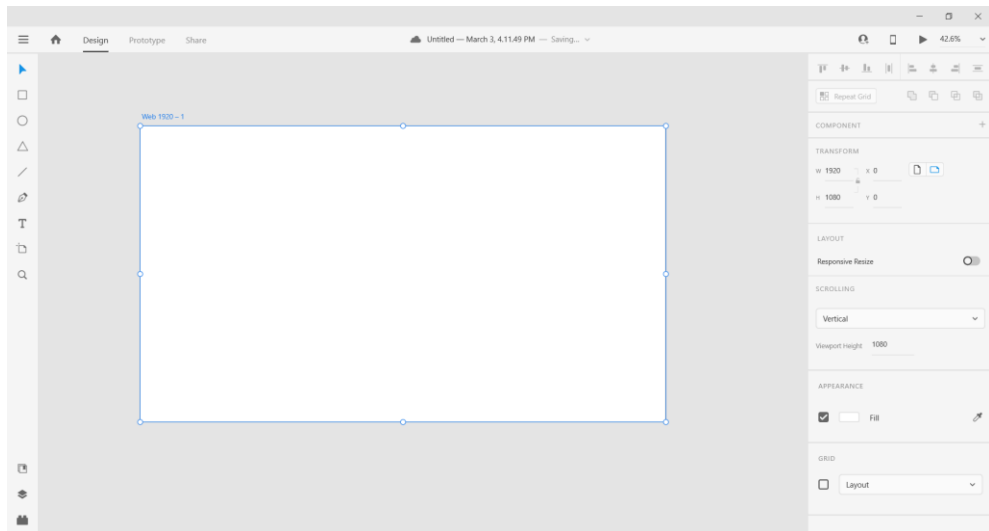 Design Prototype Share Untitled — March 3, 4.11.49 PM — Saving... 42.6%
Web 1920 – 1
T
Repeat Grid
COMPONENT
TRANSFORM
W 1920 X 0
H 1080 Y 0
LAYOUT
Responsive Resize
SCROLLING
Vertical
Viewport Height 1080
APPEARANCE
Fill
GRID
Layout